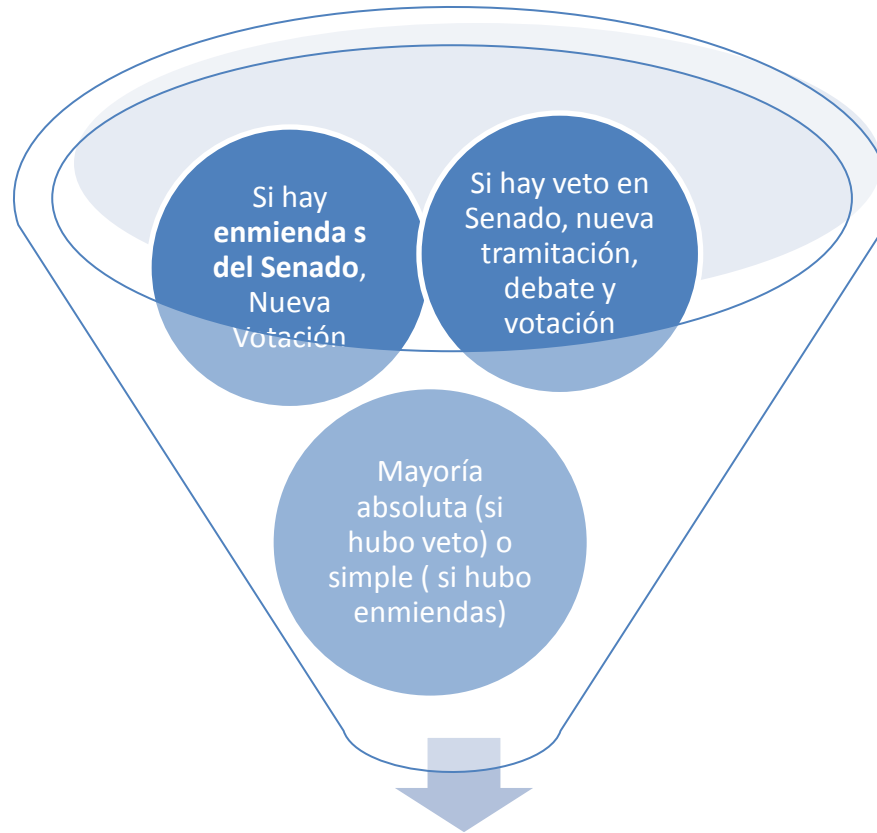 Si hay
enmienda s
del Senado,
Nueva
Votación
Si hay veto en
Senado, nueva
tramitación,
debate y
votación
Mayoría
absoluta (si
hubo veto) o
simple ( si hubo
enmiendas)